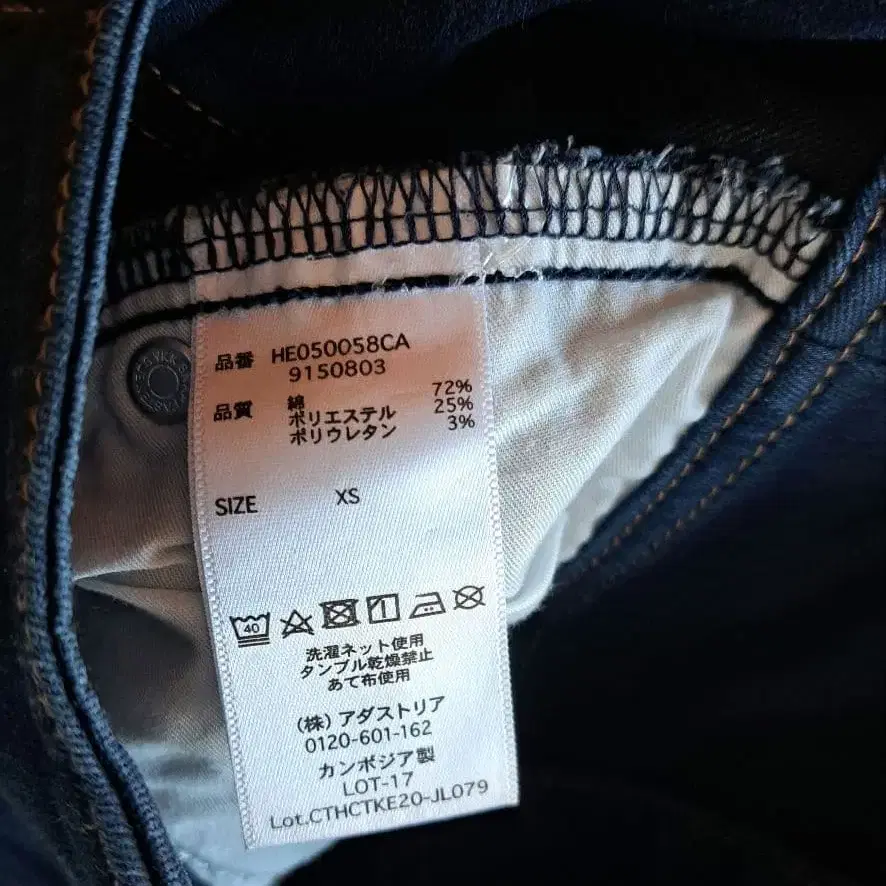 品番 HE050058CA
9150803
品質 綿 72%
ポリエステル 25%
ポリウレタン 3%
SIZE XS
40
洗濯ネット使用
タンブル乾燥禁止
あて布使用
(株)アダストリア
0120-601-162
カンボジア製
LOT-17
Lot.CTHCTKE20-JL079
YKK